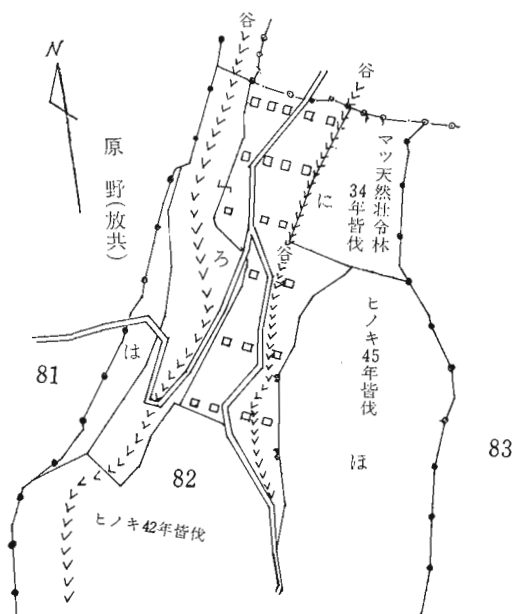 谷
谷
N
原野(放共)
マツ天然壮令林
34年皆伐
に
ろ
谷
ヒノキ45年皆伐
は
81
ほ
83
82
ヒノキ42年皆伐